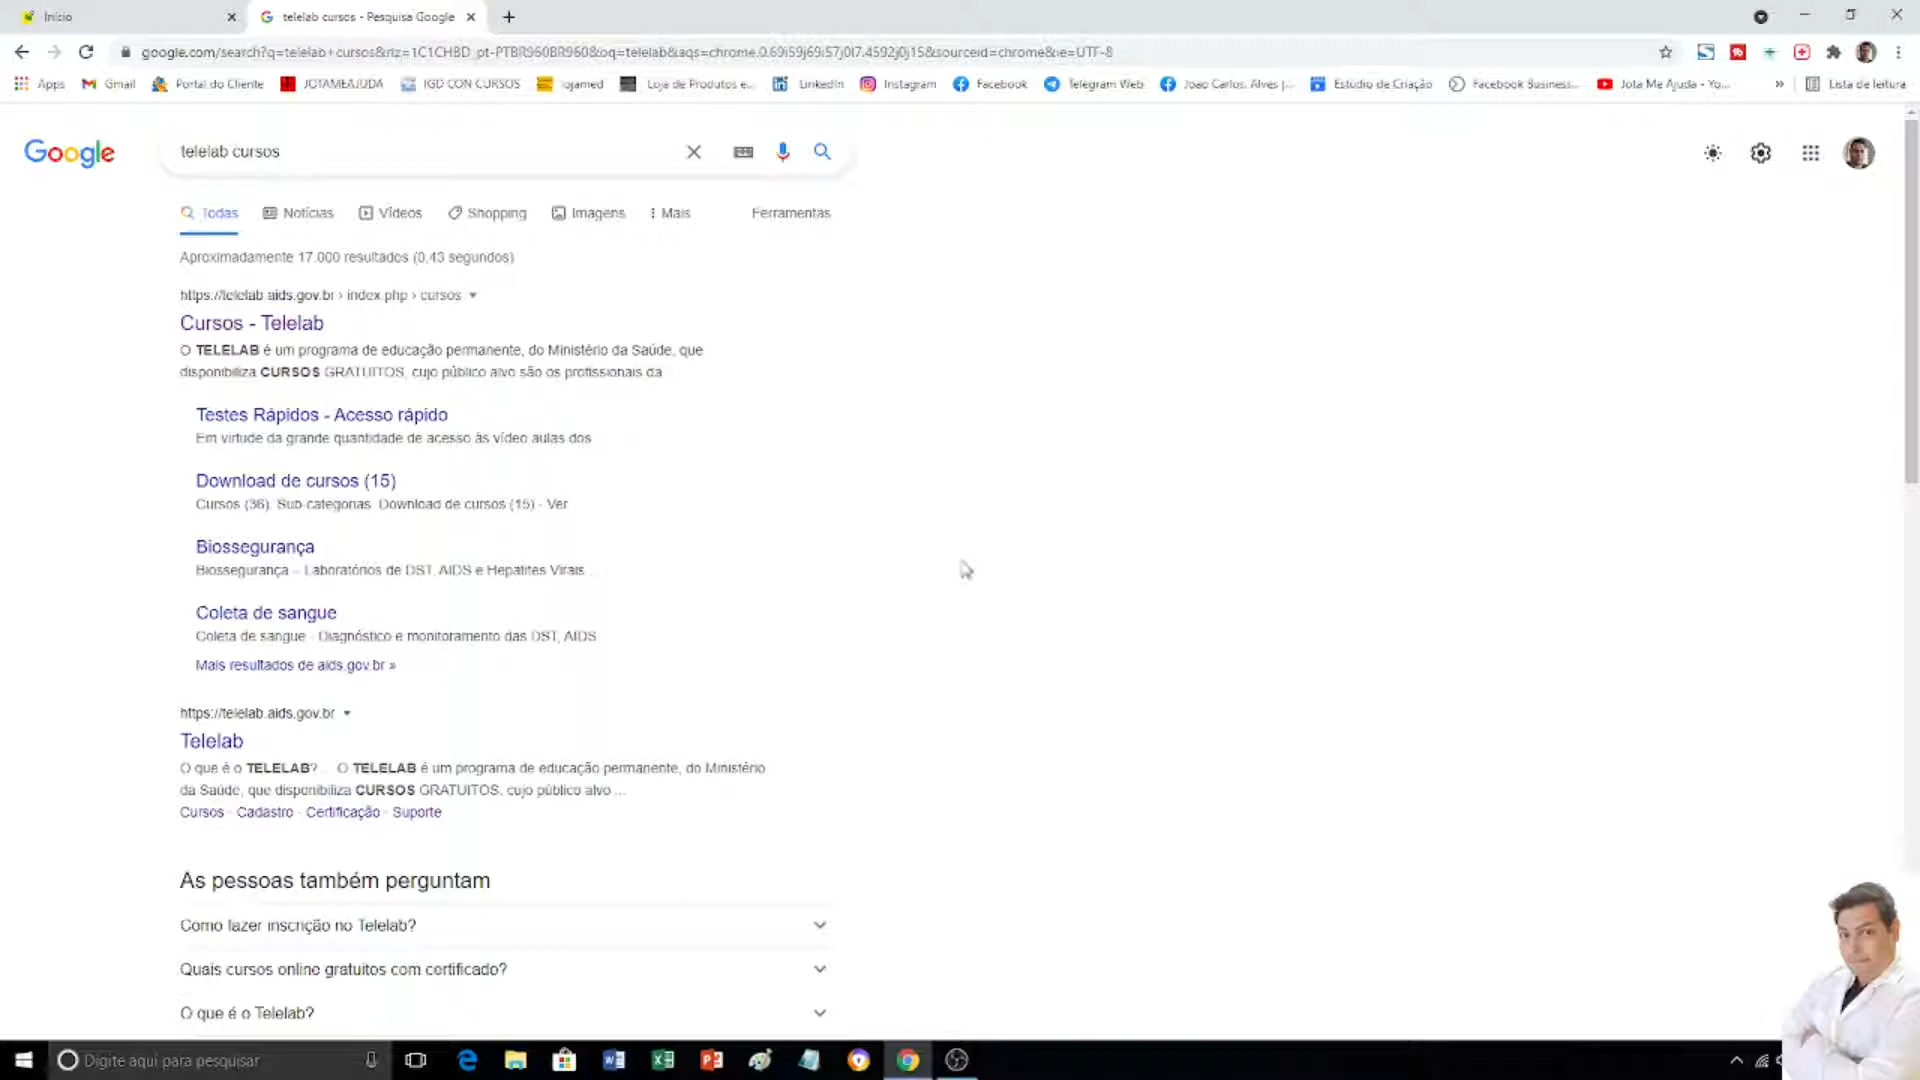 Início
telelab cursos - Pesquisa Google
google.com/search?q=telelab+cursos&rlz=1C1CHBD_pt-PTBR960BR960&oq=telelab&aqs=chrome.0.69i59j69i57j0l7.4592j0j15&sourceid=chrome&ie=UTF-8
Apps Gmail Portal do Cliente JOTAMEAJUDA IGD CON CURSOS lojamed Loja de Produtos e... LinkedIn Instagram Facebook Telegram Web Joao Carlos. Alves |... Estúdio de Criação Facebook Business... Jota Me Ajuda - Yo... » Lista de leitura
Google
telelab cursos
Todas Notícias Vídeos Shopping Imagens Mais Ferramentas
Aproximadamente 17.000 resultados (0,43 segundos)
https://telelab.aids.gov.br › index.php › cursos
Cursos - Telelab
O TELELAB é um programa de educação permanente, do Ministério da Saúde, que
disponibiliza CURSOS GRATUITOS, cujo público alvo são os profissionais da
Testes Rápidos - Acesso rápido
Em virtude da grande quantidade de acesso às vídeo aulas dos
Download de cursos (15)
Cursos (36). Sub-categorias. Download de cursos (15) · Ver
Biossegurança
Biossegurança – Laboratórios de DST, AIDS e Hepatites Virais ...
Coleta de sangue
Coleta de sangue - Diagnóstico e monitoramento das DST, AIDS
Mais resultados de aids.gov.br »
https://telelab.aids.gov.br
Telelab
O que é o TELELAB? ... O TELELAB é um programa de educação permanente, do Ministério
da Saúde, que disponibiliza CURSOS GRATUITOS, cujo público alvo ...
Cursos · Cadastro · Certificação · Suporte
As pessoas também perguntam
Como fazer inscrição no Telelab?
Quais cursos online gratuitos com certificado?
O que é o Telelab?
Digite aqui para pesquisar